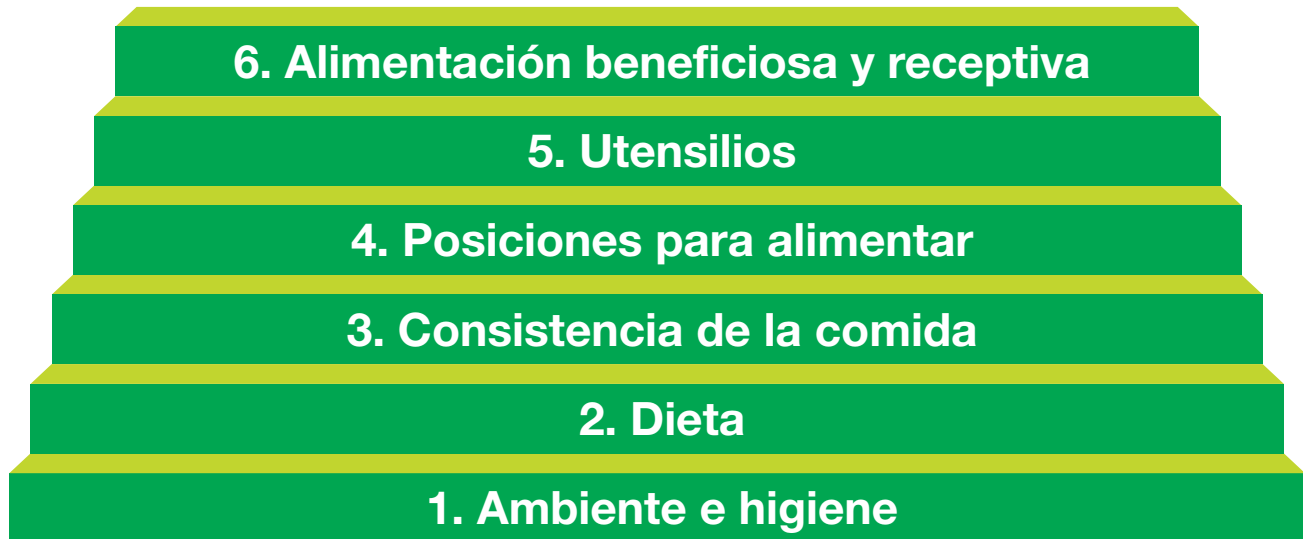 6. Alimentación beneficiosa y receptiva
5. Utensilios
4. Posiciones para alimentar
3. Consistencia de la comida
2. Dieta
1. Ambiente e higiene